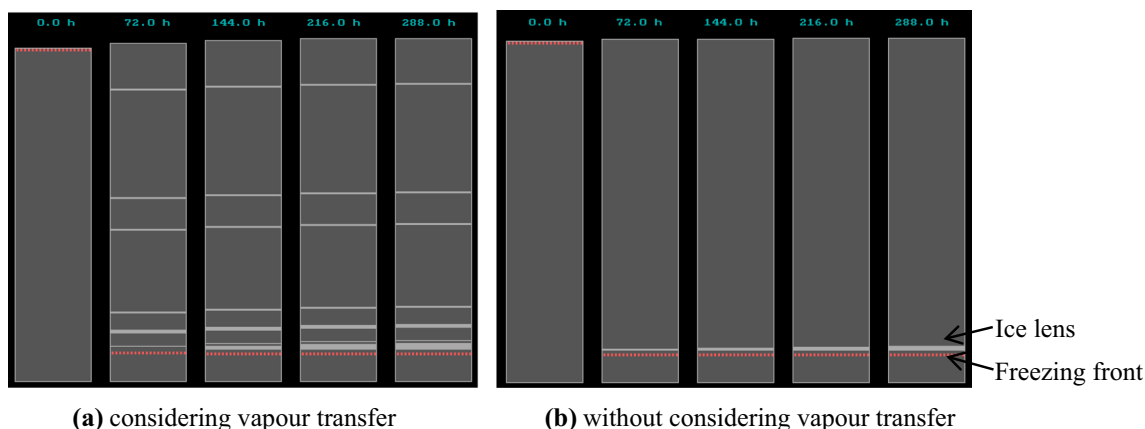 0.0 h 72.0 h 144.0 h 216.0 h 288.0 h
0.0 h 72.0 h 144.0 h 216.0 h 288.0 h
Ice lens
Freezing front
(a) considering vapour transfer
(b) without considering vapour transfer